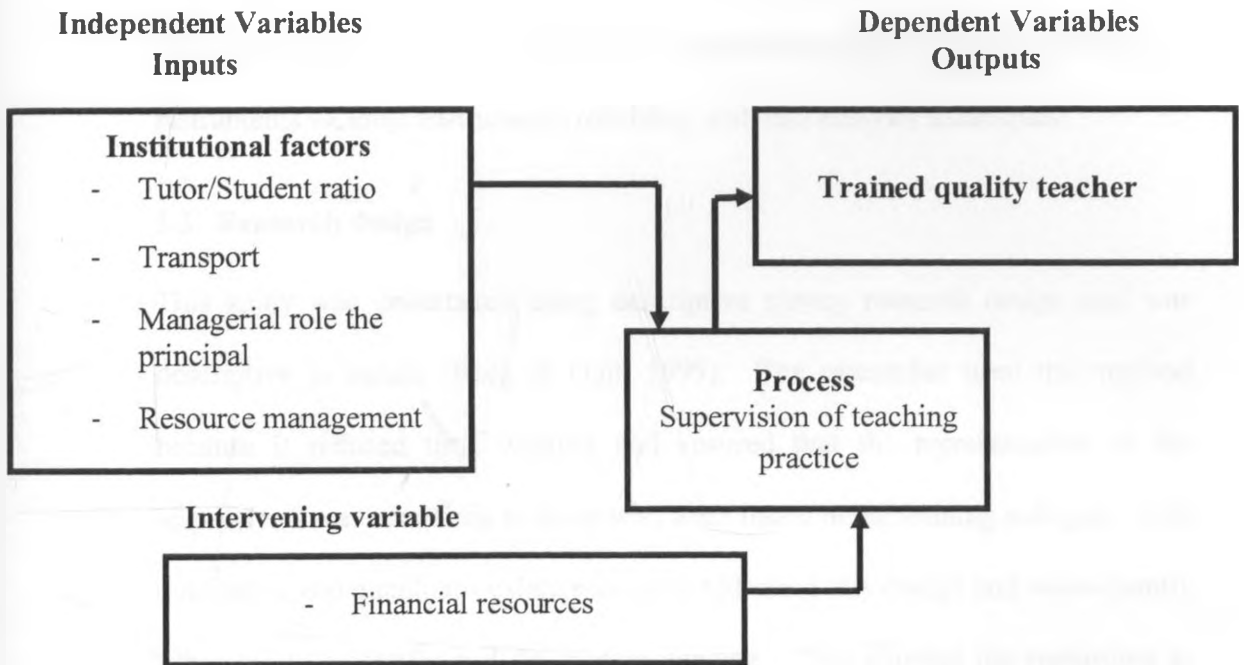 Independent Variables
Inputs
Dependent Variables
Outputs
Institutional factors
- Tutor/Student ratio
- Transport
- Managerial role the
principal
- Resource management
Trained quality teacher
Process
Supervision of teaching
practice
Intervening variable
- Financial resources